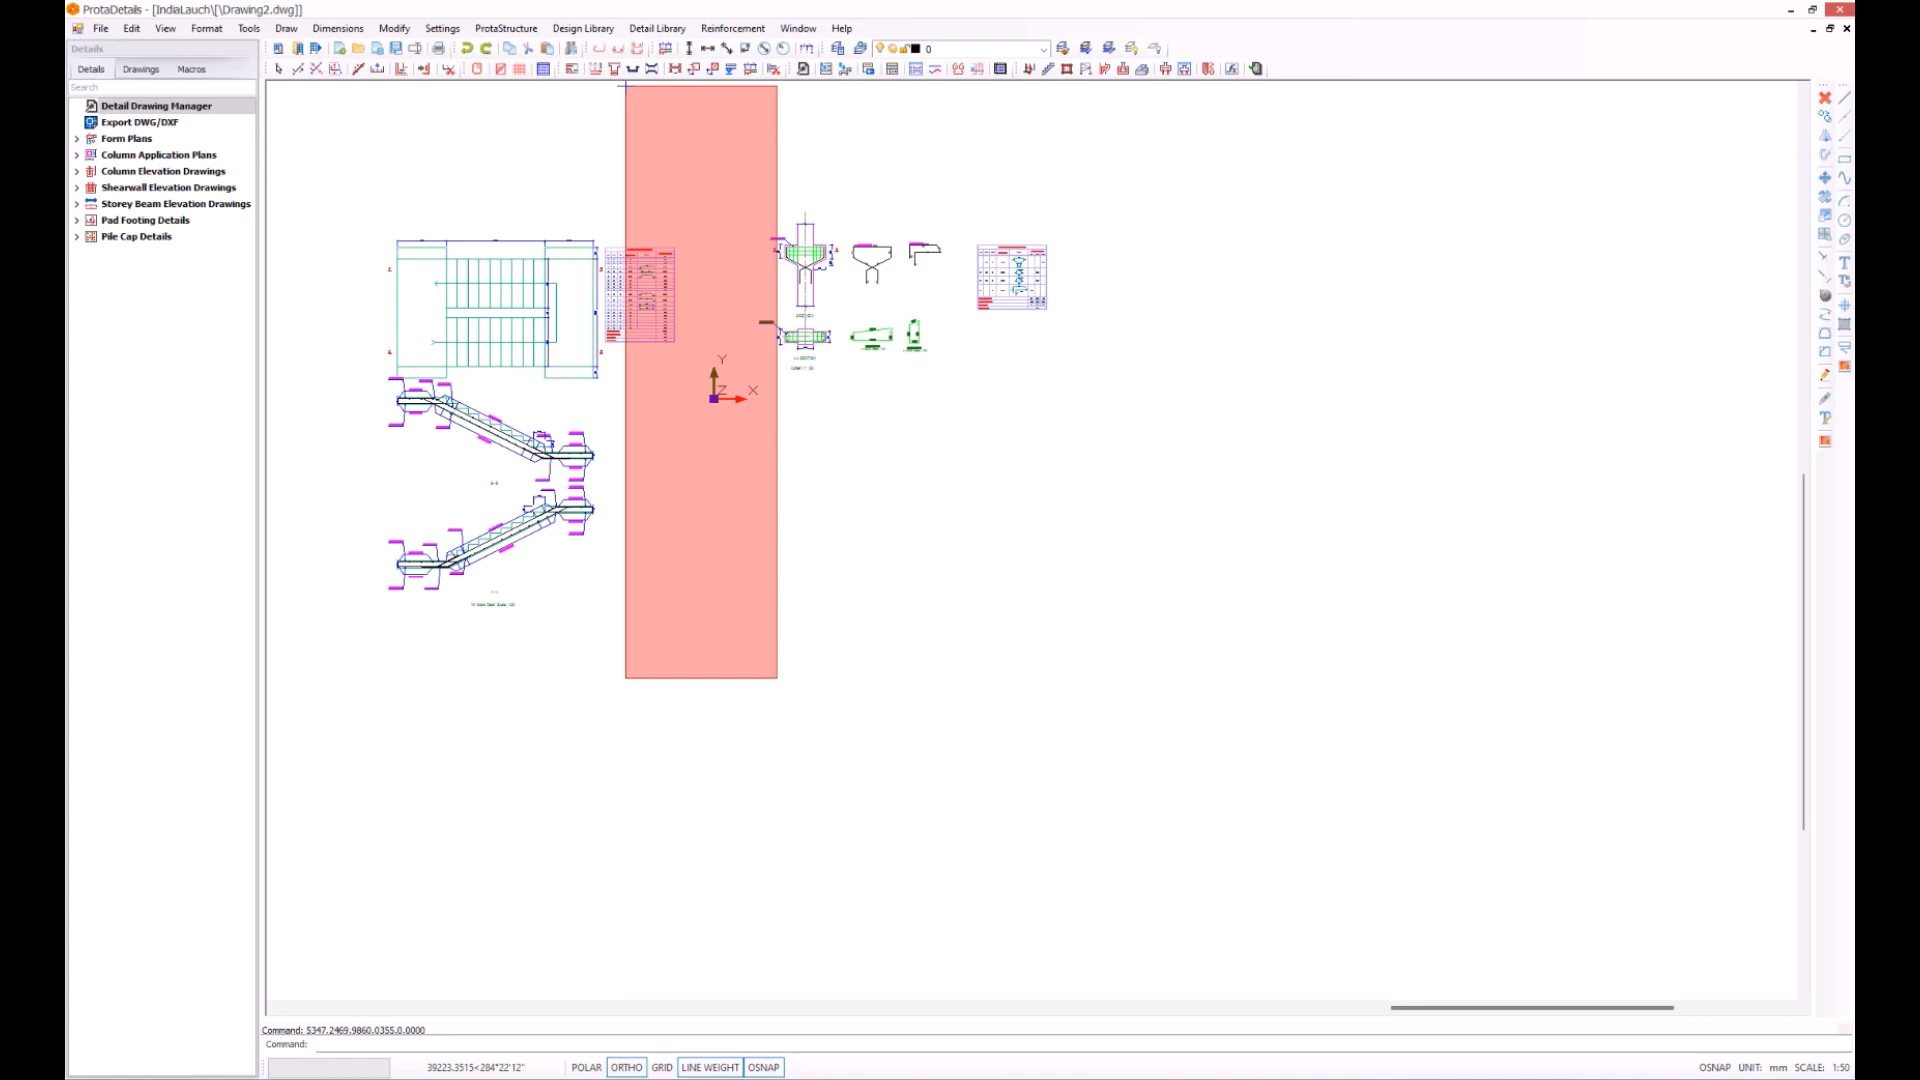 ProtaDetails - [IndiaLauch\[\Drawing2.dwg]]
File Edit View Format Tools Draw Dimensions Modify Settings ProtaStructure Design Library Detail Library Reinforcement Window Help
Details
0
Details Drawings Macros
Search
Detail Drawing Manager
Export DWG/DXF
Form Plans
Column Application Plans
Column Elevation Drawings
Shearwall Elevation Drawings
Storey Beam Elevation Drawings
Pad Footing Details
Pile Cap Details
Y
Z X
Command: 5347.2469,9860.0355,0.0000
Command:
39223.3515<284°22'12" POLAR ORTHO GRID LINE WEIGHT OSNAP OSNAP UNIT: mm SCALE: 1:50